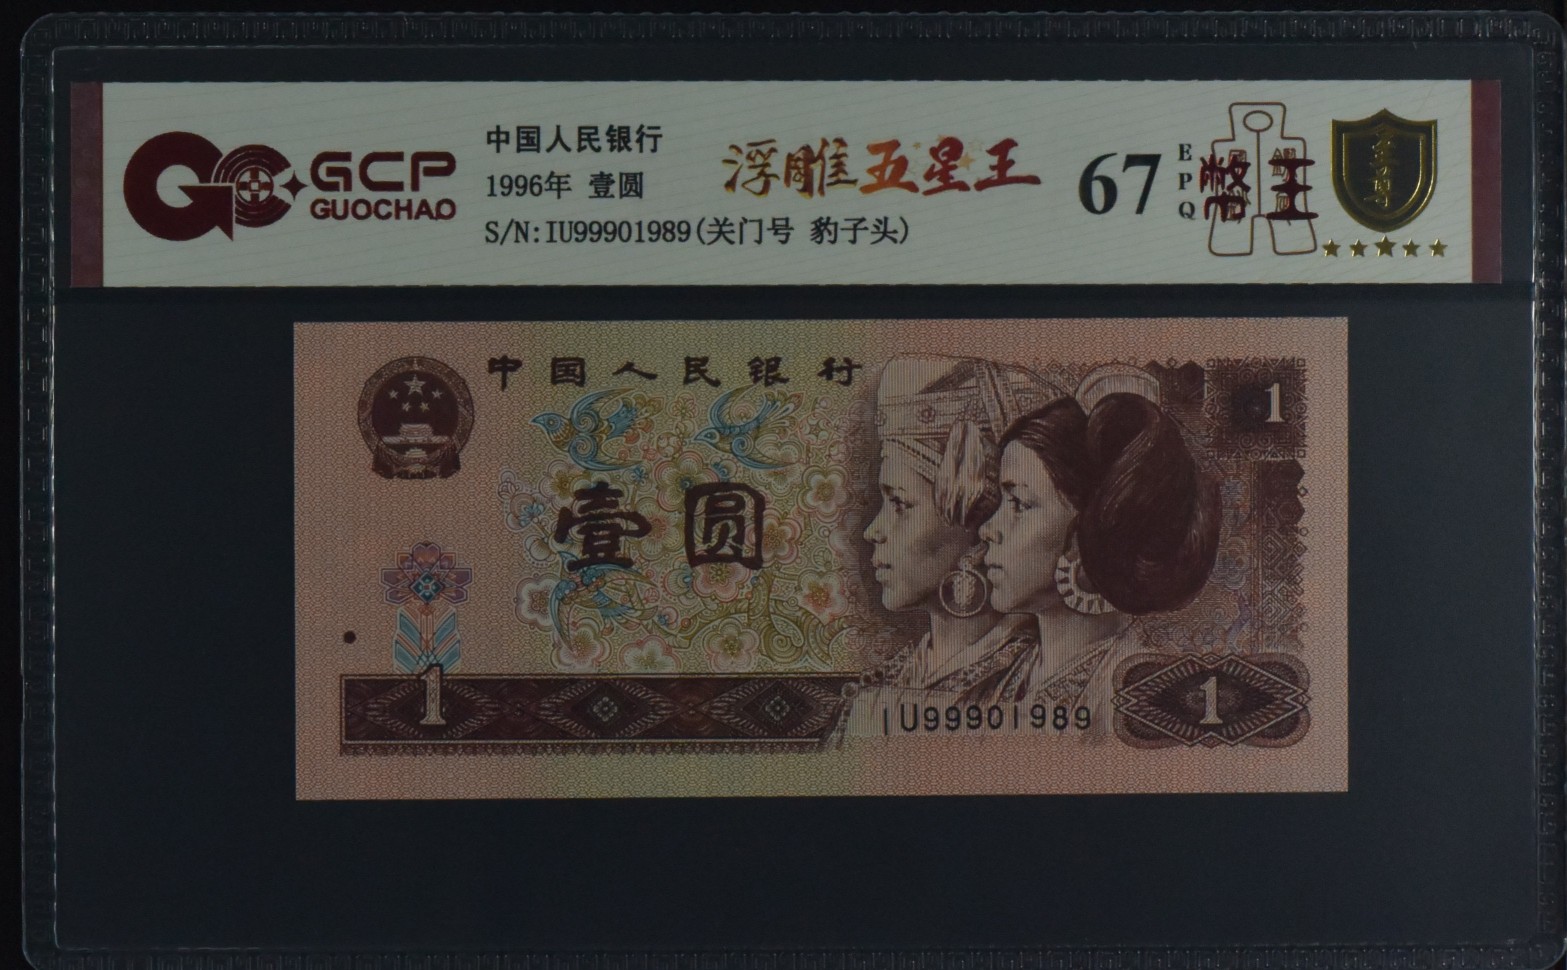 GCP
GUOCHAO
中国人民银行
1996年 壹圆
S/N:IU99901989(关门号 豹子头)
浮雕五星王
67
EPQ
中国人民银行
壹圆
1
1
IU99901989
1